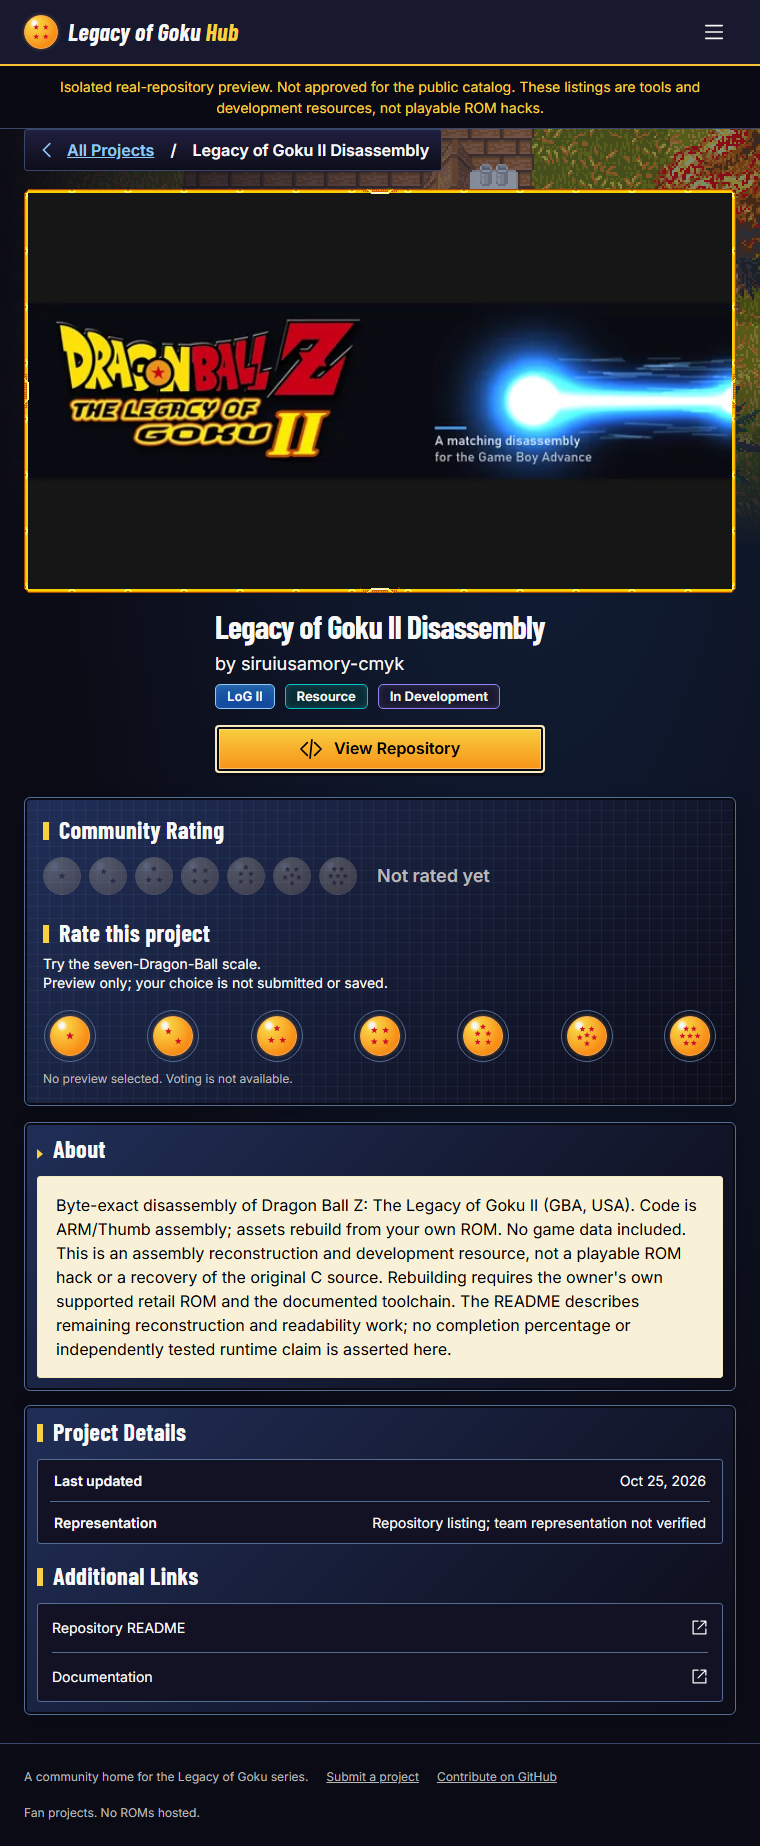 Legacy of Goku Hub
Isolated real-repository preview. Not approved for the public catalog. These listings are tools and
development resources, not playable ROM hacks.
All Projects / Legacy of Goku II Disassembly
DRAGON BALL Z
THE LEGACY OF
GOKU II
A matching disassembly
for the Game Boy Advance
Legacy of Goku II Disassembly
by siruiusamory-cmyk
LoG II Resource In Development
View Repository
Community Rating
Not rated yet
Rate this project
Try the seven-Dragon-Ball scale.
Preview only; your choice is not submitted or saved.
No preview selected. Voting is not available.
About
Byte-exact disassembly of Dragon Ball Z: The Legacy of Goku II (GBA, USA). Code is
ARM/Thumb assembly; assets rebuild from your own ROM. No game data included.
This is an assembly reconstruction and development resource, not a playable ROM
hack or a recovery of the original C source. Rebuilding requires the owner's own
supported retail ROM and the documented toolchain. The README describes
remaining reconstruction and readability work; no completion percentage or
independently tested runtime claim is asserted here.
Project Details
Last updated Oct 25, 2026
Representation Repository listing; team representation not verified
Additional Links
Repository README
Documentation
A community home for the Legacy of Goku series. Submit a project Contribute on GitHub
Fan projects. No ROMs hosted.